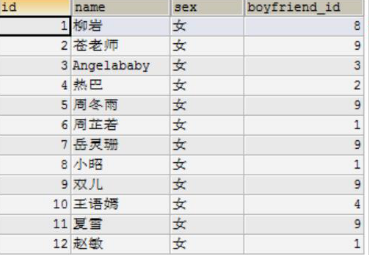 id name sex boyfriend_id
1 柳岩 女 8
2 苍老师 女 9
3 Angelababy 女 3
4 热巴 女 2
5 周冬雨 女 9
6 周芷若 女 1
7 岳灵珊 女 9
8 小昭 女 1
9 双儿 女 9
10 王语嫣 女 4
11 夏雪 女 9
12 赵敏 女 1